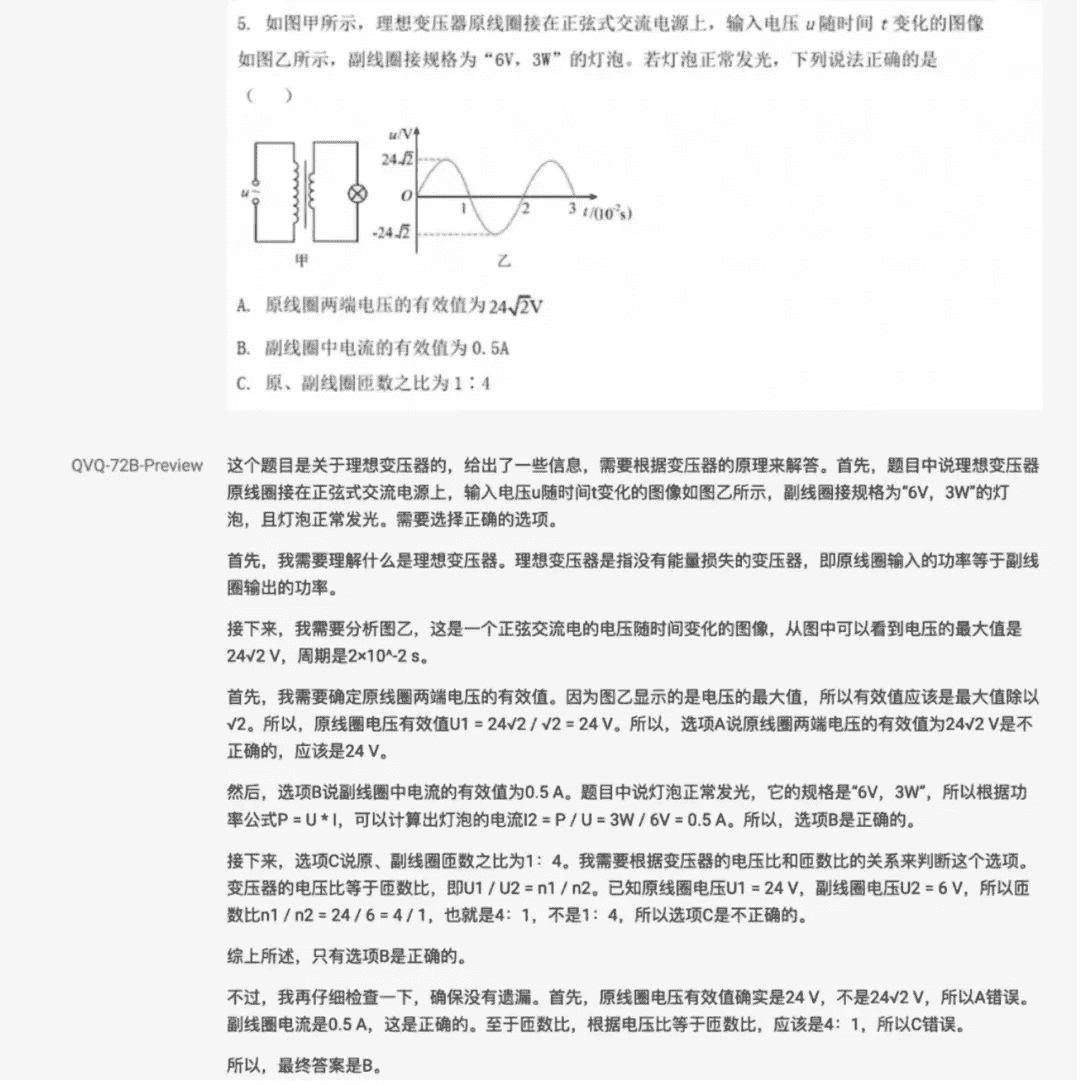 5. 如图甲所示，理想变压器原线圈接在正弦式交流电源上，输入电压 u 随时间 t 变化的图像
如图乙所示，副线圈接规格为“6V，3W”的灯泡。若灯泡正常发光，下列说法正确的是
（ ）
u/V
24√2
u
~
O
1
2
3
t/(10⁻²s)
-24√2
甲
乙
A. 原线圈两端电压的有效值为24√2V
B. 副线圈中电流的有效值为 0.5A
C. 原、副线圈匝数之比为 1∶4
QVQ-72B-Preview
这个题目是关于理想变压器的，给出了一些信息，需要根据变压器的原理来解答。首先，题目中说理想变压器
原线圈接在正弦式交流电源上，输入电压u随时间t变化的图像如图乙所示，副线圈接规格为“6V，3W”的灯
泡，且灯泡正常发光。需要选择正确的选项。
首先，我需要理解什么是理想变压器。理想变压器是指没有能量损失的变压器，即原线圈输入的功率等于副线
圈输出的功率。
接下来，我需要分析图乙，这是一个正弦交流电的电压随时间变化的图像，从图中可以看到电压的最大值是
24√2 V，周期是2×10^-2 s。
首先，我需要确定原线圈两端电压的有效值。因为图乙显示的是电压的最大值，所以有效值应该是最大值除以
√2。所以，原线圈电压有效值U1 = 24√2 / √2 = 24 V。所以，选项A说原线圈两端电压的有效值为24√2 V是不
正确的，应该是24 V。
然后，选项B说副线圈中电流的有效值为0.5 A。题目中说灯泡正常发光，它的规格是“6V，3W”，所以根据功
率公式P = U * I，可以计算出灯泡的电流I2 = P / U = 3W / 6V = 0.5 A。所以，选项B是正确的。
接下来，选项C说原、副线圈匝数之比为1：4。我需要根据变压器的电压比和匝数比的关系来判断这个选项。
变压器的电压比等于匝数比，即U1 / U2 = n1 / n2。已知原线圈电压U1 = 24 V，副线圈电压U2 = 6 V，所以匝
数比n1 / n2 = 24 / 6 = 4 / 1，也就是4：1，不是1：4，所以选项C是不正确的。
综上所述，只有选项B是正确的。
不过，我再仔细检查一下，确保没有遗漏。首先，原线圈电压有效值确实是24 V，不是24√2 V，所以A错误。
副线圈电流是0.5 A，这是正确的。至于匝数比，根据电压比等于匝数比，应该是4：1，所以C错误。
所以，最终答案是B。